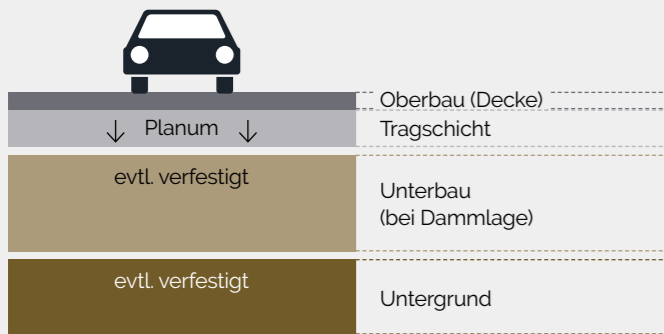 Oberbau (Decke)
Planum
Tragschicht
evtl. verfestigt
Unterbau
(bei Dammlage)
evtl. verfestigt
Untergrund